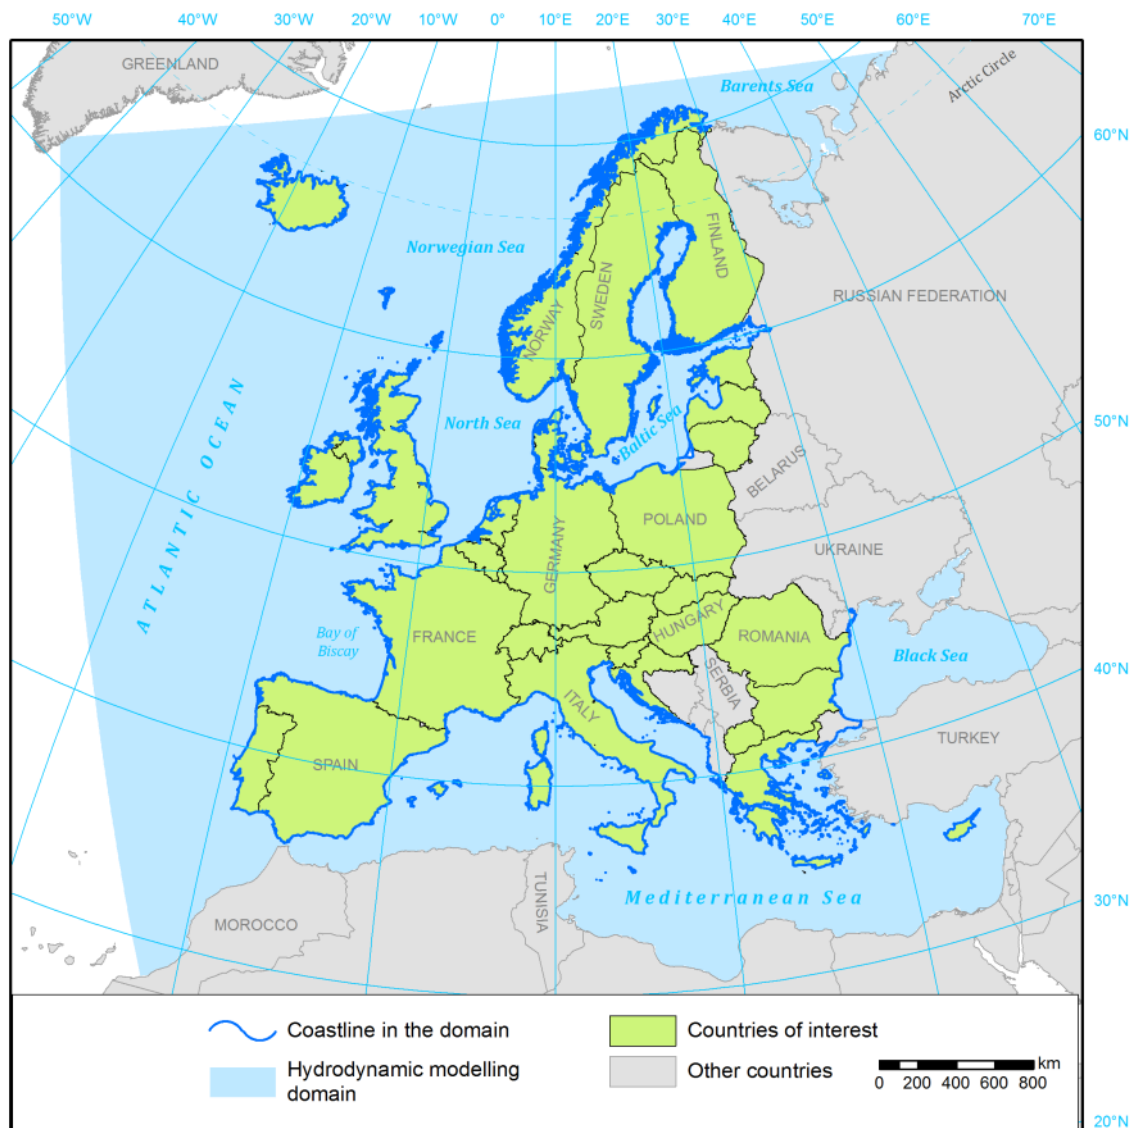 50°W 40°W 30°W 20°W 10°W 0° 10°E 20°E 30°E 40°E 50°E 60°E 70°E
GREENLAND
Barents Sea
Arctic Circle
60°N
Norwegian Sea
FINLAND
SWEDEN
NORWAY
RUSSIAN FEDERATION
ATLANTIC OCEAN
North Sea
Baltic Sea
50°N
BELARUS
POLAND
GERMANY
UKRAINE
Bay of
Biscay
FRANCE
HUNGARY
ROMANIA
Black Sea
40°N
SERBIA
ITALY
SPAIN
TURKEY
Mediterranean Sea
30°N
TUNISIA
MOROCCO
Coastline in the domain
Hydrodynamic modelling
domain
Countries of interest
Other countries
km
0 200 400 600 800
20°N